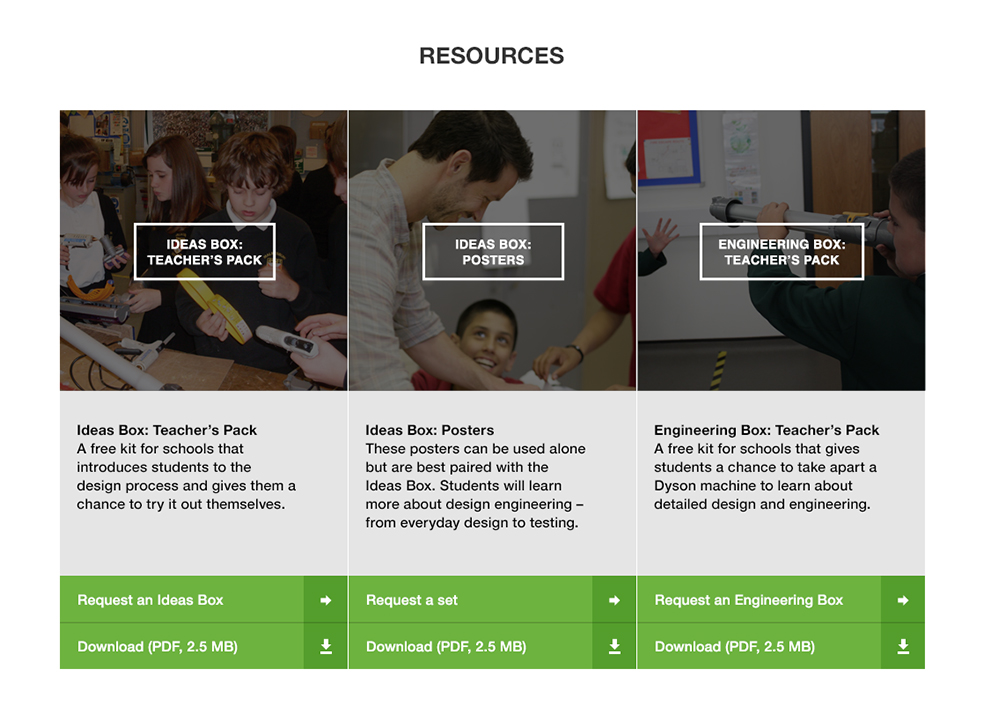 RESOURCES
IDEAS BOX:
TEACHER'S PACK
IDEAS BOX:
POSTERS
ENGINEERING BOX:
TEACHER'S PACK
Ideas Box: Teacher's Pack
A free kit for schools that
introduces students to the
design process and gives them a
chance to try it out themselves.
Ideas Box: Posters
These posters can be used alone
but are best paired with the
Ideas Box. Students will learn
more about design engineering –
from everyday design to testing.
Engineering Box: Teacher's Pack
A free kit for schools that gives
students a chance to take apart a
Dyson machine to learn about
detailed design and engineering.
Request an Ideas Box
Download (PDF, 2.5 MB)
Request a set
Download (PDF, 2.5 MB)
Request an Engineering Box
Download (PDF, 2.5 MB)